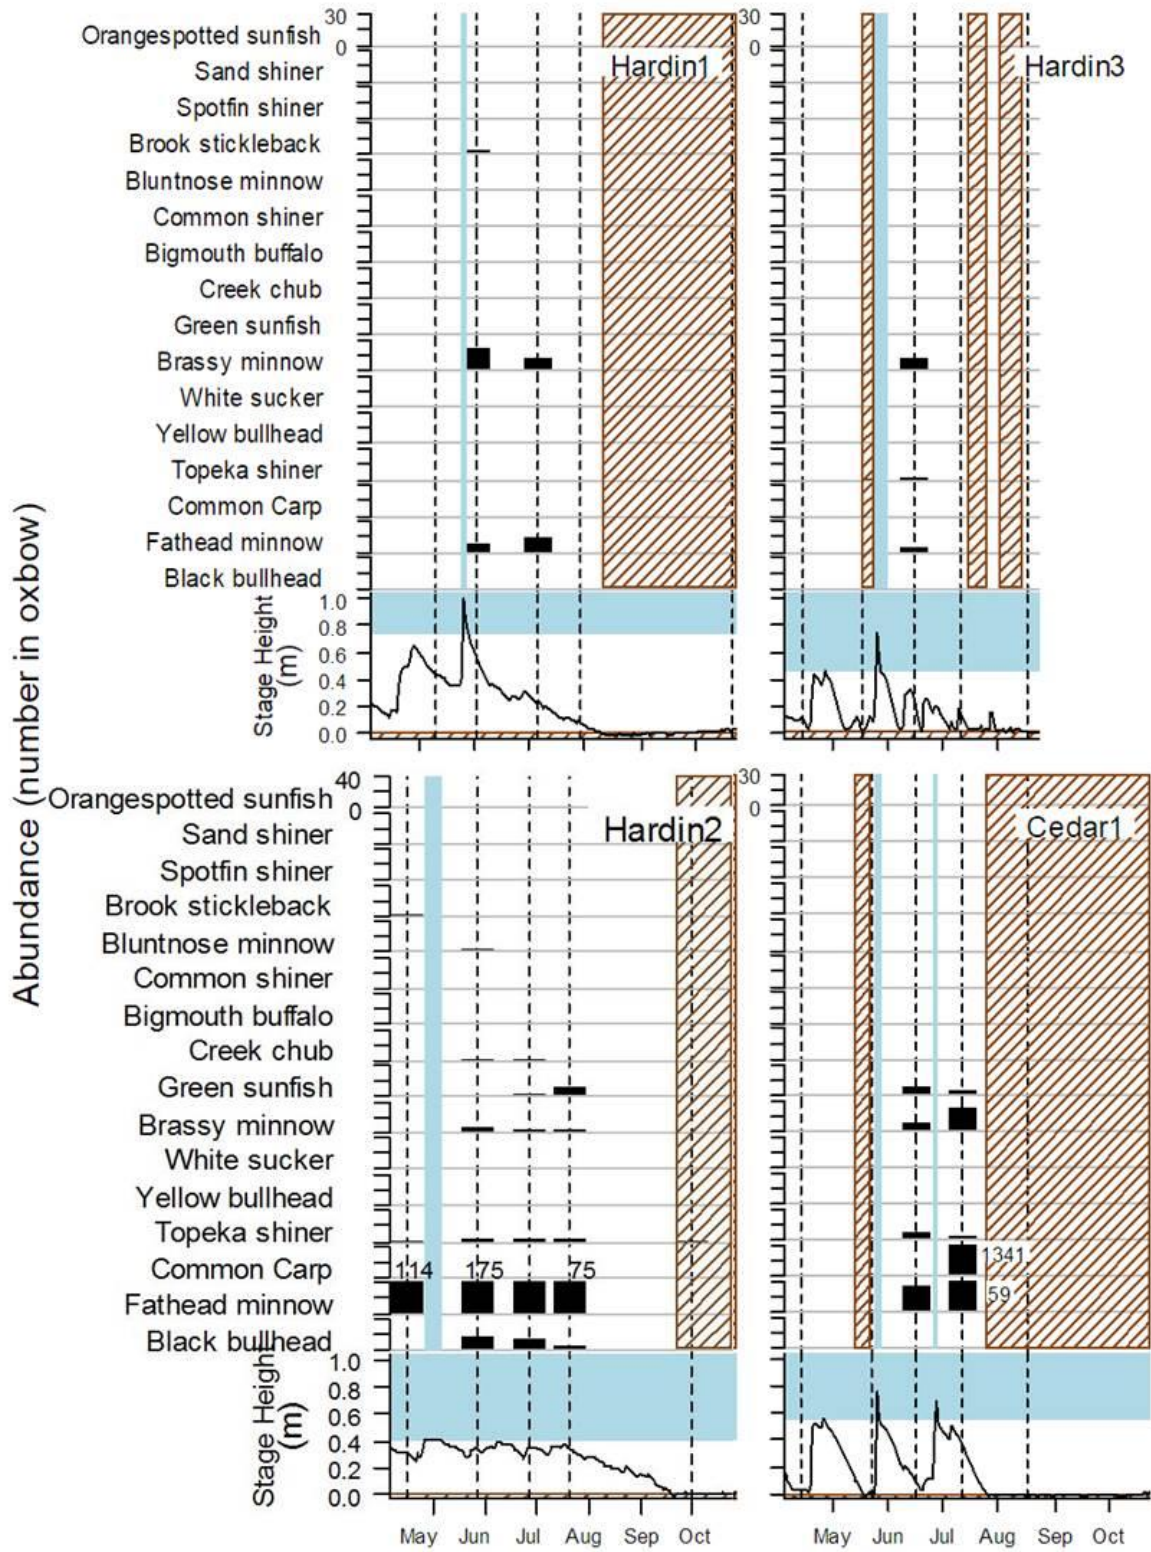 Abundance (number in oxbow)
30
0
Orangespotted sunfish
Sand shiner
Spotfin shiner
Brook stickleback
Bluntnose minnow
Common shiner
Bigmouth buffalo
Creek chub
Green sunfish
Brassy minnow
White sucker
Yellow bullhead
Topeka shiner
Common Carp
Fathead minnow
Black bullhead
Hardin1
Stage Height
(m)
1.0
0.8
0.6
0.4
0.2
0.0
30
0
Hardin3
40
0
Orangespotted sunfish
Sand shiner
Spotfin shiner
Brook stickleback
Bluntnose minnow
Common shiner
Bigmouth buffalo
Creek chub
Green sunfish
Brassy minnow
White sucker
Yellow bullhead
Topeka shiner
Common Carp
Fathead minnow
Black bullhead
Hardin2
114 175 75
Stage Height
(m)
1.0
0.8
0.6
0.4
0.2
0.0
May Jun Jul Aug Sep Oct
30
0
Cedar1
1341
59
May Jun Jul Aug Sep Oct